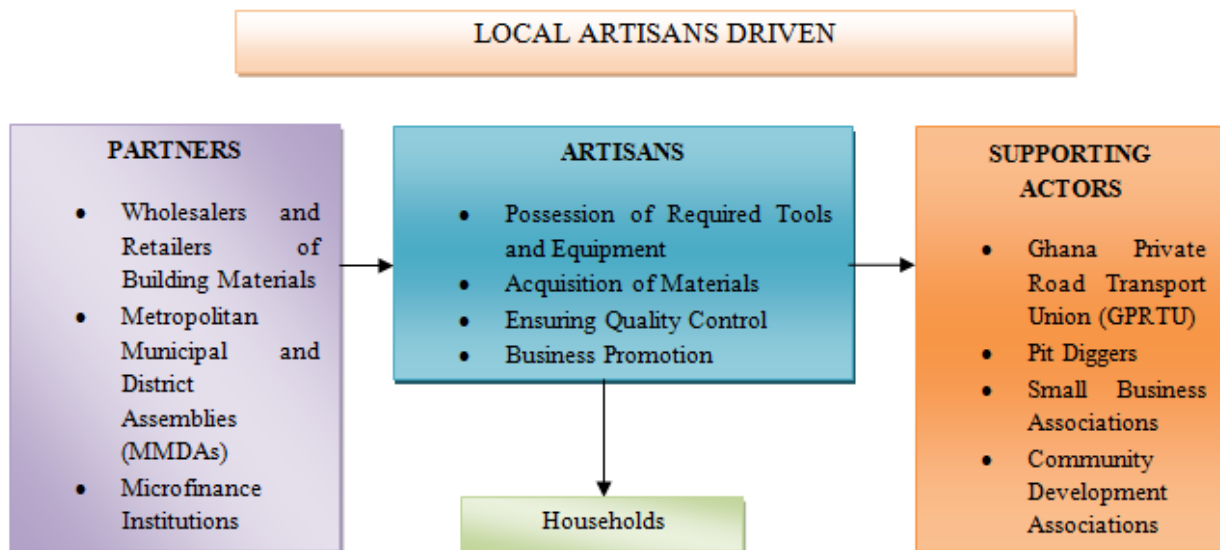 LOCAL ARTISANS DRIVEN
PARTNERS
• Wholesalers and
Retailers of
Building Materials
• Metropolitan
Municipal and
District
Assemblies
(MMDAs)
• Microfinance
Institutions
ARTISANS
• Possession of Required Tools
and Equipment
• Acquisition of Materials
• Ensuring Quality Control
• Business Promotion
SUPPORTING
ACTORS
• Ghana Private
Road Transport
Union (GPRTU)
• Pit Diggers
• Small Business
Associations
• Community
Development
Associations
Households